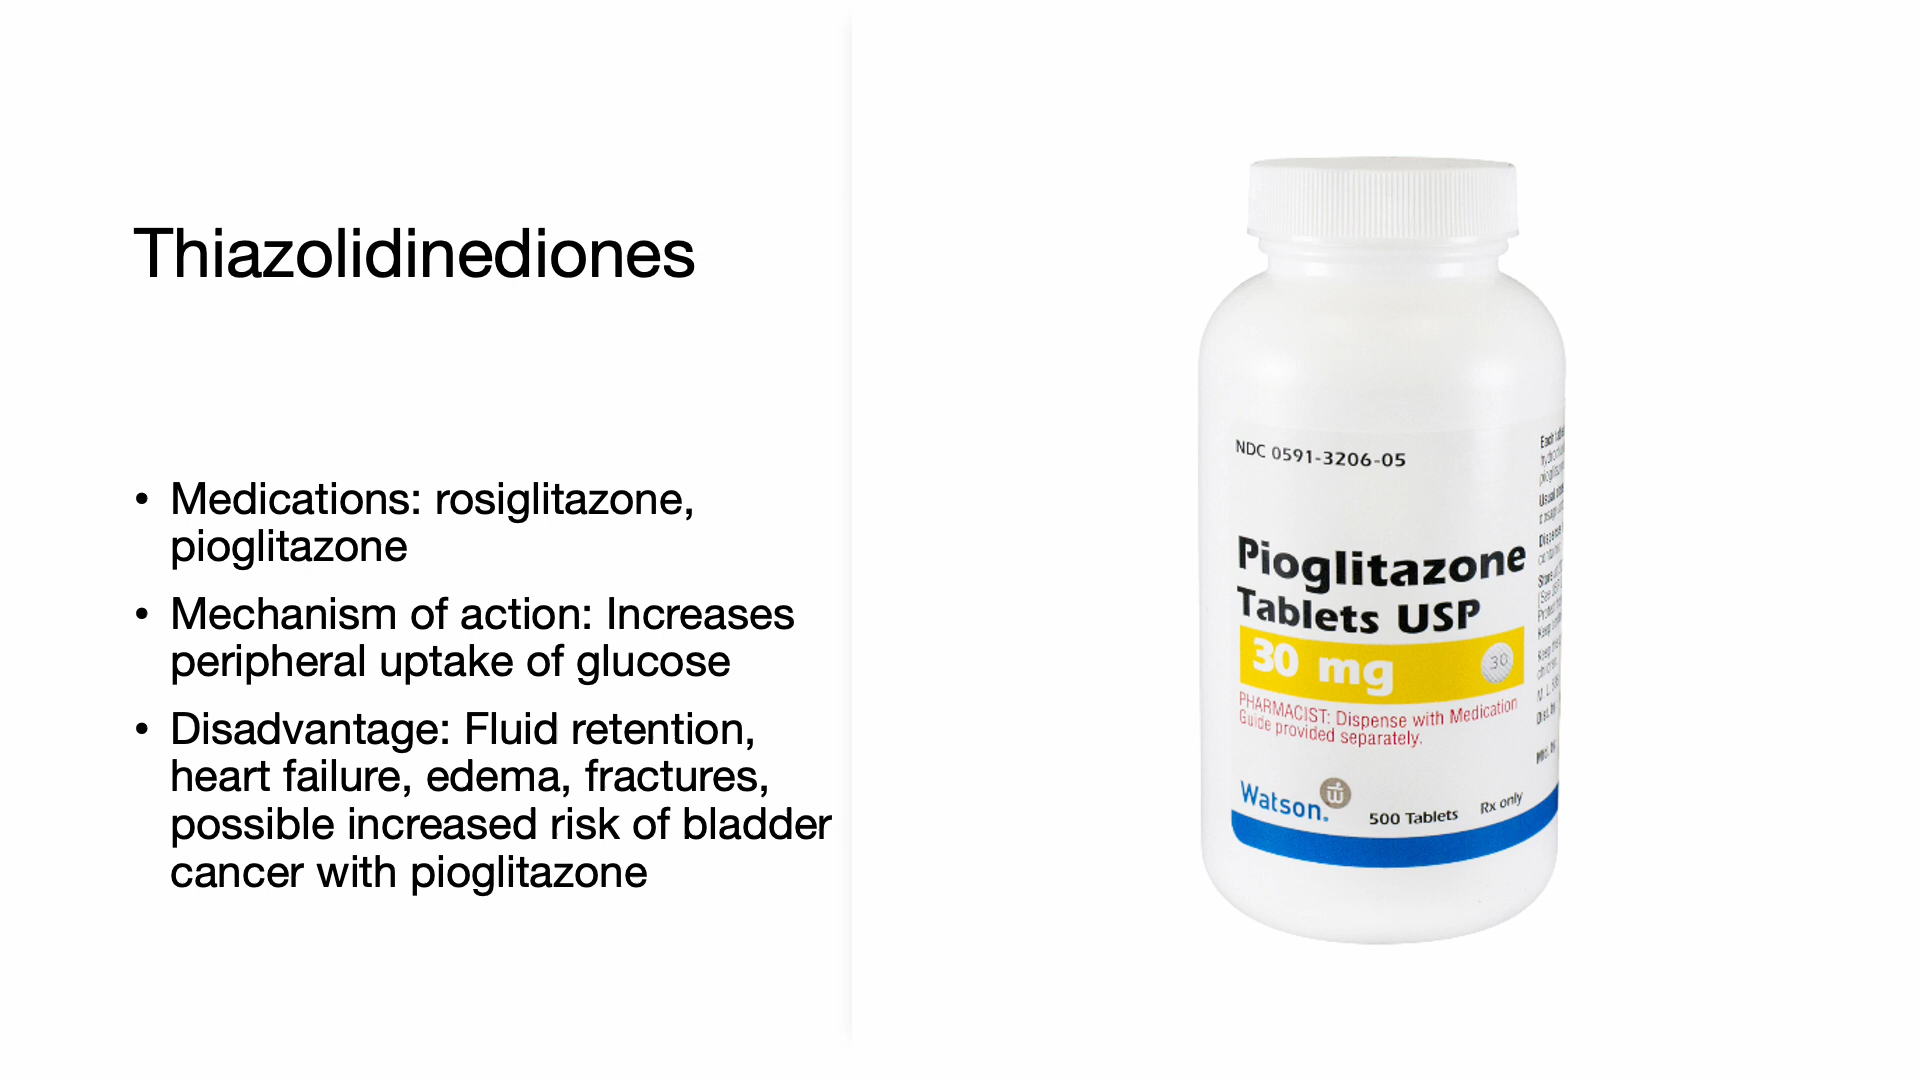 Thiazolidinediones
• Medications: rosiglitazone,
pioglitazone
• Mechanism of action: Increases
peripheral uptake of glucose
• Disadvantage: Fluid retention,
heart failure, edema, fractures,
possible increased risk of bladder
cancer with pioglitazone
NDC 0591-3206-05
Pioglitazone
Tablets USP
30 mg
30
PHARMACIST: Dispense with Medication
Guide provided separately.
Watson.
500 Tablets Rx only